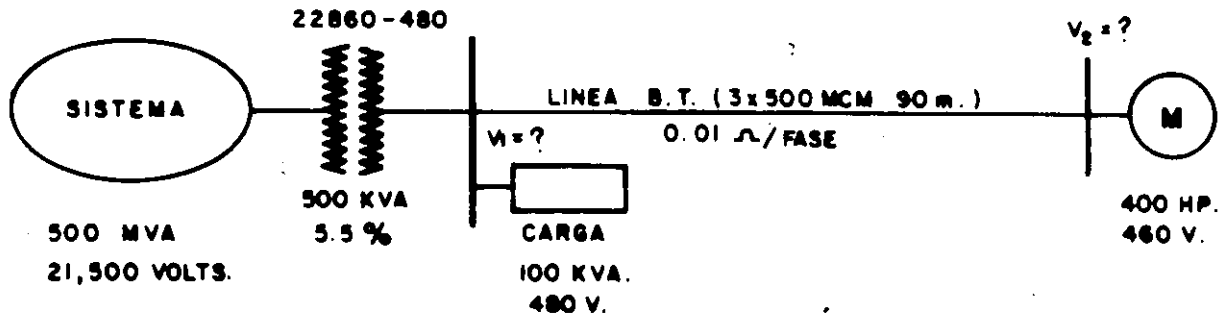 22860-480
V₂ = ?
SISTEMA
LINEA B.T. (3x500 MCM 90 m.)
M
V1 = ?
0.01 Ω/FASE
500 KVA
5.5 %
500 MVA
21,500 VOLTS.
CARGA
100 KVA.
480 V.
400 HP.
460 V.